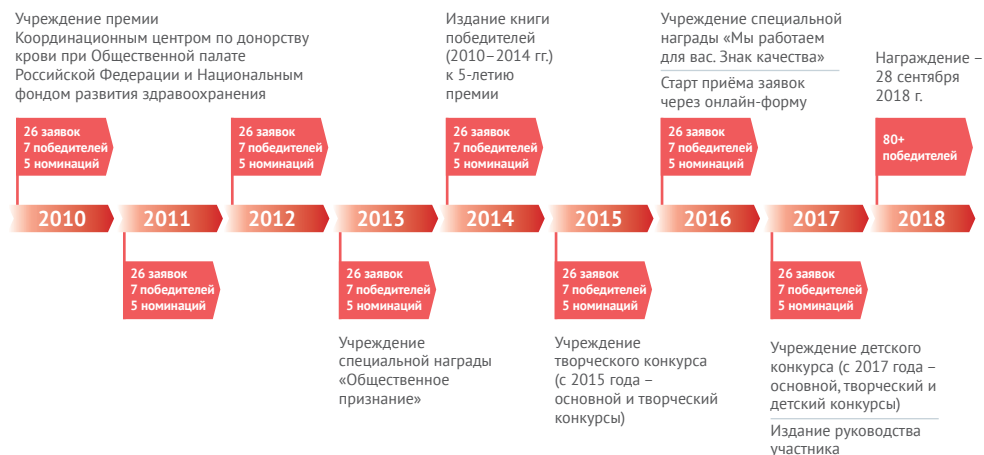 Учреждение премии
Координационным центром по донорству
крови при Общественной палате
Российской Федерации и Национальным
фондом развития здравоохранения
Издание книги
победителей
(2010–2014 гг.)
к 5-летию
премии
Учреждение специальной
награды «Мы работаем
для вас. Знак качества»
Старт приёма заявок
через онлайн-форму
Награждение –
28 сентября
2018 г.
26 заявок
7 победителей
5 номинаций
26 заявок
7 победителей
5 номинаций
26 заявок
7 победителей
5 номинаций
26 заявок
7 победителей
5 номинаций
80+
победителей
2010
2011
2012
2013
2014
2015
2016
2017
2018
26 заявок
7 победителей
5 номинаций
26 заявок
7 победителей
5 номинаций
26 заявок
7 победителей
5 номинаций
26 заявок
7 победителей
5 номинаций
Учреждение
специальной награды
«Общественное
признание»
Учреждение
творческого конкурса
(с 2015 года –
основной и творческий
конкурсы)
Учреждение детского
конкурса (с 2017 года –
основной, творческий и
детский конкурсы)
Издание руководства
участника